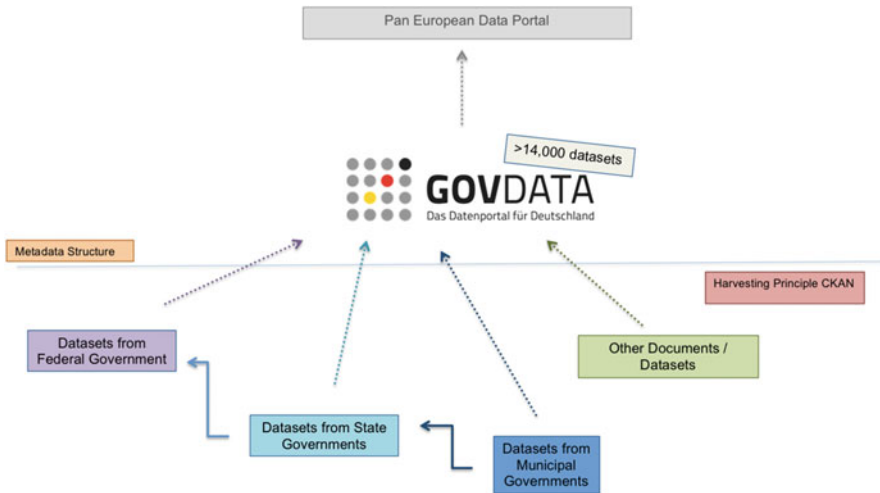 Pan European Data Portal
>14,000 datasets
GOVDATA
Das Datenportal für Deutschland
Metadata Structure
Harvesting Principle CKAN
Datasets from
Federal Government
Other Documents /
Datasets
Datasets from State
Governments
Datasets from
Municipal
Governments